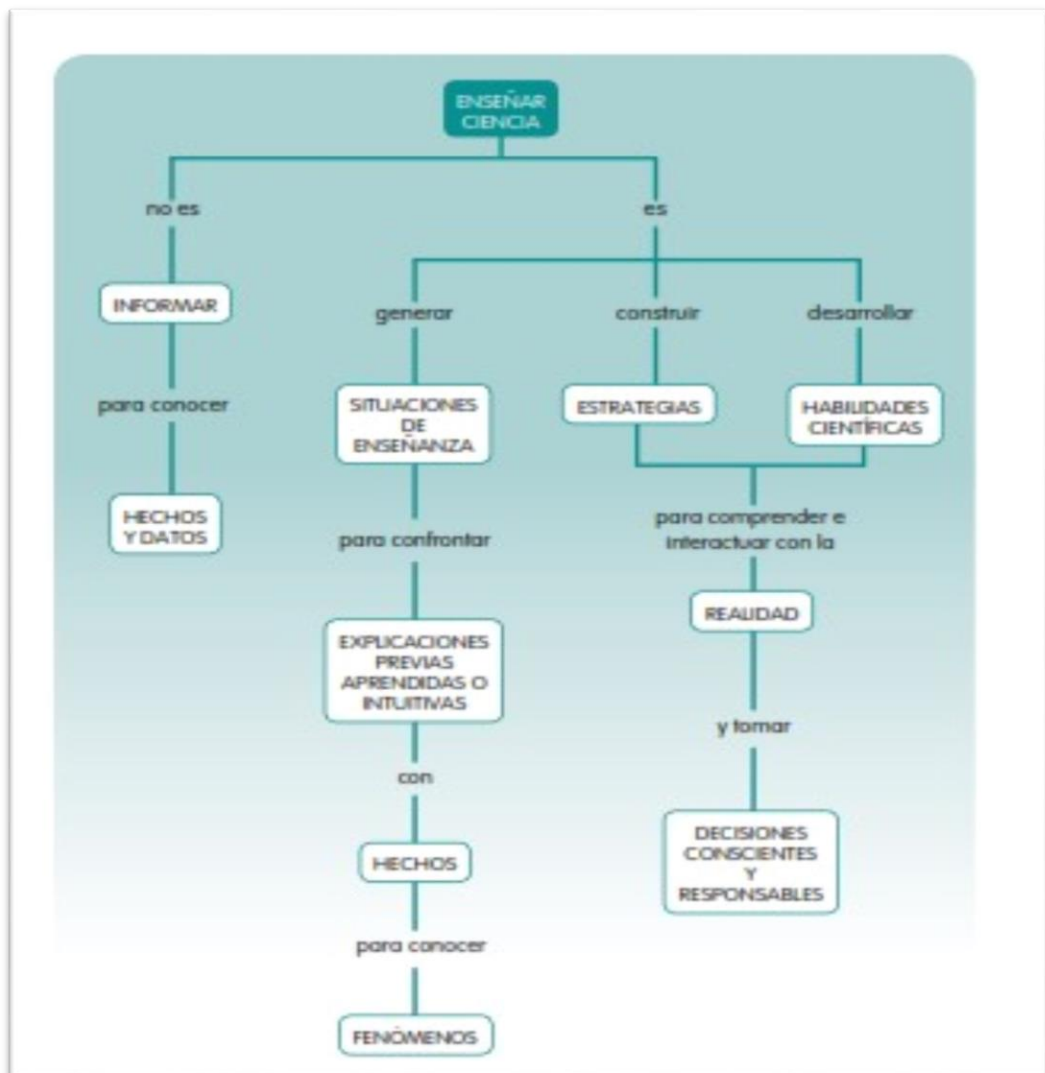 ENSEÑAR
CIENCIA
no es
es
INFORMAR
generar
construir
desarrollar
para conocer
SITUACIONES
DE
ENSEÑANZA
ESTRATEGIAS
HABILIDADES
CIENTÍFICAS
HECHOS
Y DATOS
para confrontar
para comprender e
interactuar con la
EXPLICACIONES
PREVIAS
APRENDIDAS O
INTUITIVAS
REALIDAD
y tomar
con
DECISIONES
CONSCIENTES
Y
RESPONSABLES
HECHOS
para conocer
FENÓMENOS